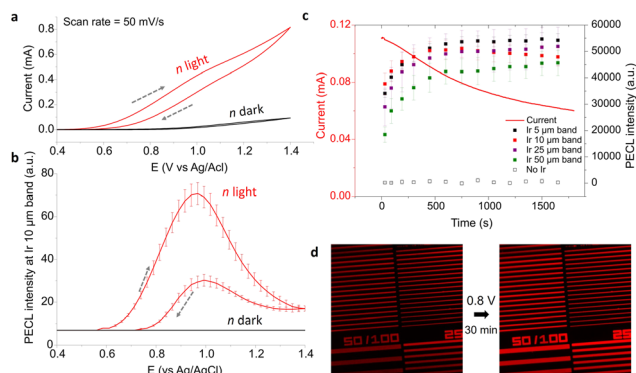 a
Scan rate = 50 mV/s
Current (mA)
0.8
0.6
0.4
0.2
0.0
n light
n dark
0.4 0.6 0.8 1.0 1.2 1.4
E (V vs Ag/Acl)
b
PECL intensity at Ir 10 µm band (a.u.)
80
60
40
20
0
n light
n dark
0.4 0.6 0.8 1.0 1.2 1.4
E (vs Ag/AgCl)
c
Current (mA)
0.12
0.08
0.04
0.00
60000
50000
40000
30000
20000
10000
0
PECL intensity (a.u.)
Current
Ir 5 µm band
Ir 10 µm band
Ir 25 µm band
Ir 50 µm band
No Ir
0 500 1000 1500
Time (s)
d
50/100 25
0.8 V
30 min
50/100 25